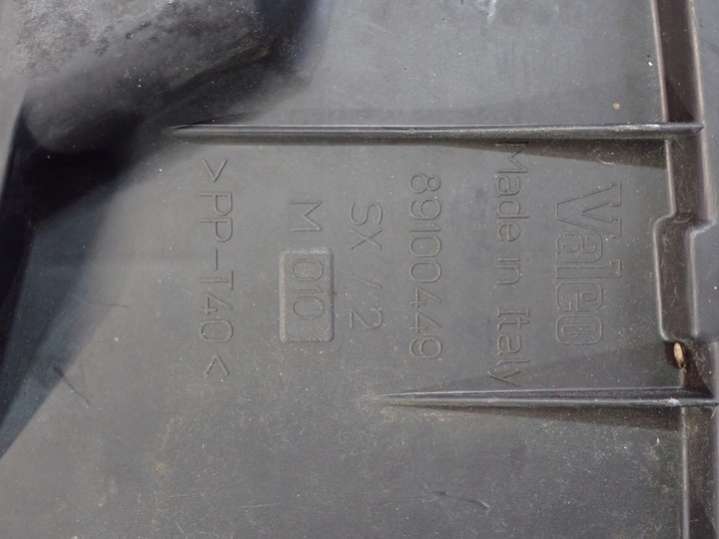 Valeo
Made in Italy
89100449
SX / 2
M 010
>PP-T40<